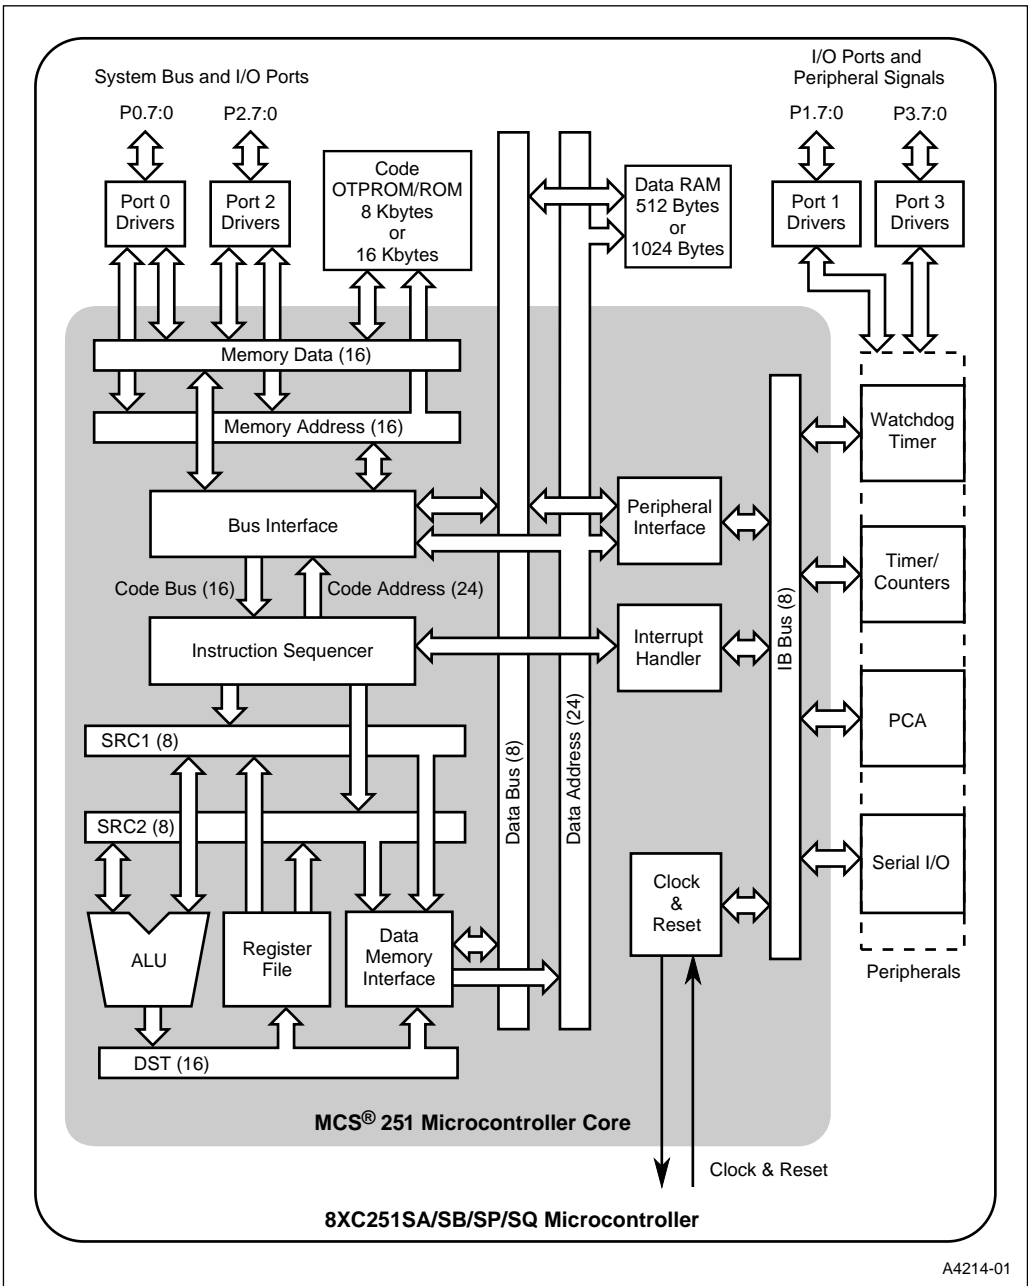 System Bus and I/O Ports
I/O Ports and
Peripheral Signals
P0.7:0
P2.7:0
P1.7:0
P3.7:0
Port 0
Drivers
Port 2
Drivers
Code
OTPROM/ROM
8 Kbytes
or
16 Kbytes
Data RAM
512 Bytes
or
1024 Bytes
Port 1
Drivers
Port 3
Drivers
Memory Data (16)
Memory Address (16)
Bus Interface
Code Bus (16)
Code Address (24)
Instruction Sequencer
Peripheral
Interface
Interrupt
Handler
Data Bus (8)
Data Address (24)
IB Bus (8)
Watchdog
Timer
Timer/
Counters
PCA
Serial I/O
Peripherals
SRC1 (8)
SRC2 (8)
ALU
Register
File
Data
Memory
Interface
Clock
&
Reset
DST (16)
MCS® 251 Microcontroller Core
Clock & Reset
8XC251SA/SB/SP/SQ Microcontroller
A4214-01